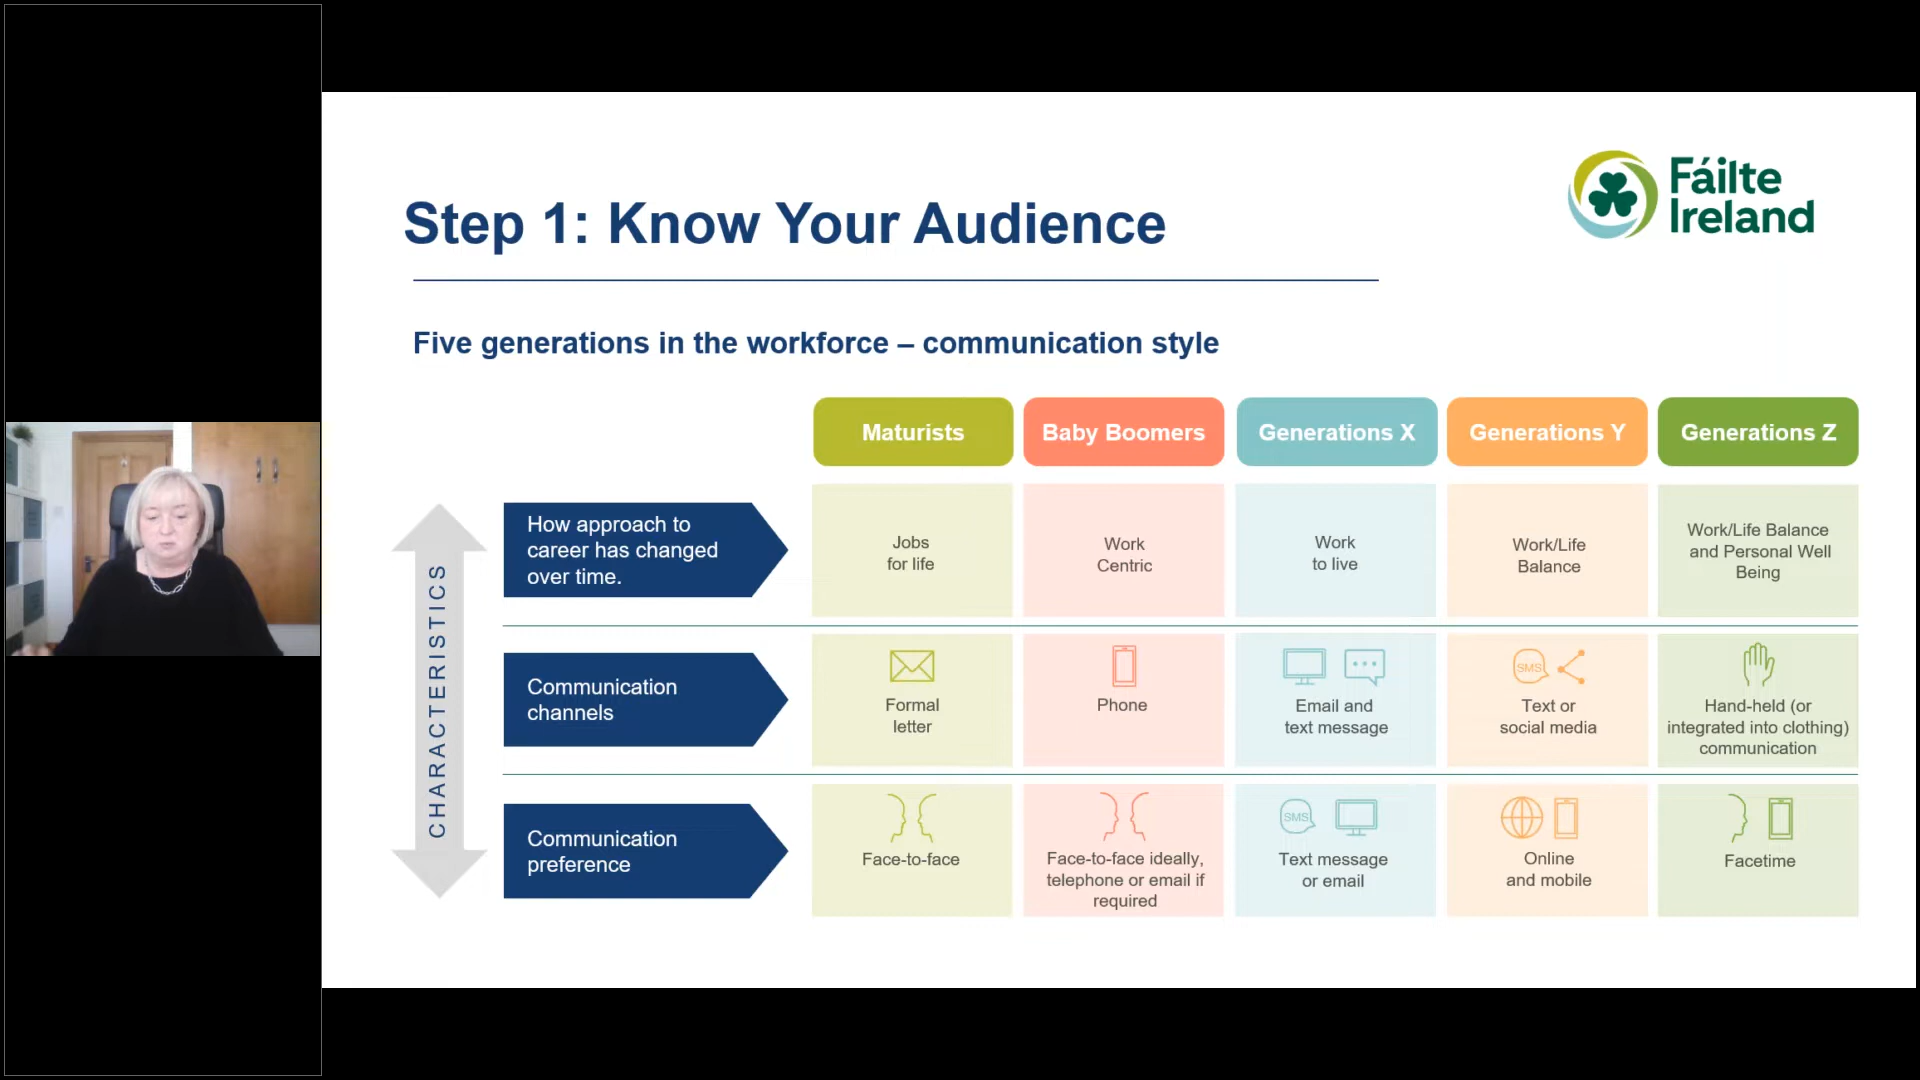 Fáilte
Ireland
Step 1: Know Your Audience
Five generations in the workforce – communication style
Maturists
Baby Boomers
Generations X
Generations Y
Generations Z
CHARACTERISTICS
How approach to
career has changed
over time.
Jobs
for life
Work
Centric
Work
to live
Work/Life
Balance
Work/Life Balance
and Personal Well
Being
Communication
channels
Formal
letter
Phone
Email and
text message
SMS
Text or
social media
Hand-held (or
integrated into clothing)
communication
Communication
preference
Face-to-face
Face-to-face ideally,
telephone or email if
required
SMS
Text message
or email
Online
and mobile
Facetime